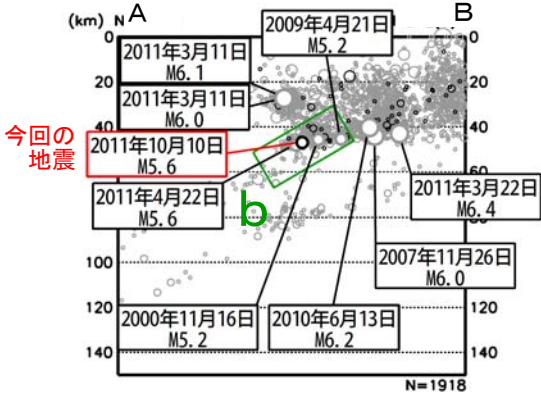 (km) N A B
2009年4月21日
M5.2
0 0
2011年3月11日
M6.1
20 20
2011年3月11日
M6.0
今回の
地震
40 40
2011年10月10日
M5.6
60 60
2011年4月22日
M5.6
b
2011年3月22日
M6.4
80 80
2007年11月26日
M6.0
100 100
120 120
2000年11月16日
M5.2
2010年6月13日
M6.2
140 140
N=1918